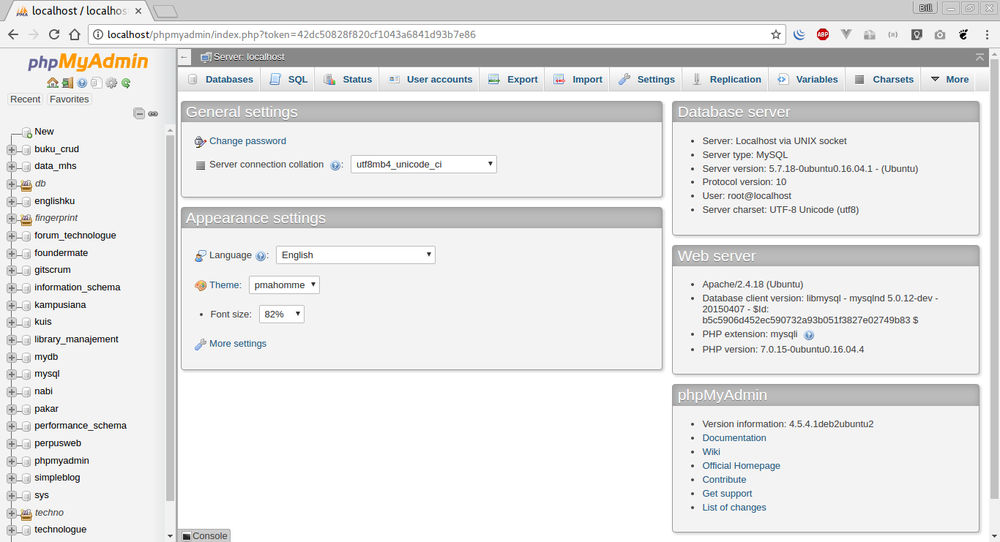 localhost / localhos
Bill
localhost/phpmyadmin/index.php?token=42dc50828f820cf1043a6841d93b7e86
ABP
phpMyAdmin
Recent Favorites
New
buku_crud
data_mhs
db
englishku
fingerprint
forum_technologue
foundermate
gitscrum
information_schema
kampusiana
kuis
library_manajement
mydb
mysql
nabi
pakar
performance_schema
perpusweb
phpmyadmin
simpleblog
sys
techno
technologue
Server: localhost
Databases SQL Status User accounts Export Import Settings Replication Variables Charsets More
General settings
Change password
Server connection collation : utf8mb4_unicode_ci
Appearance settings
Language : English
Theme: pmahomme
Font size: 82%
More settings
Database server
Server: Localhost via UNIX socket
Server type: MySQL
Server version: 5.7.18-0ubuntu0.16.04.1 - (Ubuntu)
Protocol version: 10
User: root@localhost
Server charset: UTF-8 Unicode (utf8)
Web server
Apache/2.4.18 (Ubuntu)
Database client version: libmysql - mysqlnd 5.0.12-dev -
20150407 - $Id:
b5c5906d452ec590732a93b051f3827e02749b83 $
PHP extension: mysqli
PHP version: 7.0.15-0ubuntu0.16.04.4
phpMyAdmin
Version information: 4.5.4.1deb2ubuntu2
Documentation
Wiki
Official Homepage
Contribute
Get support
List of changes
Console